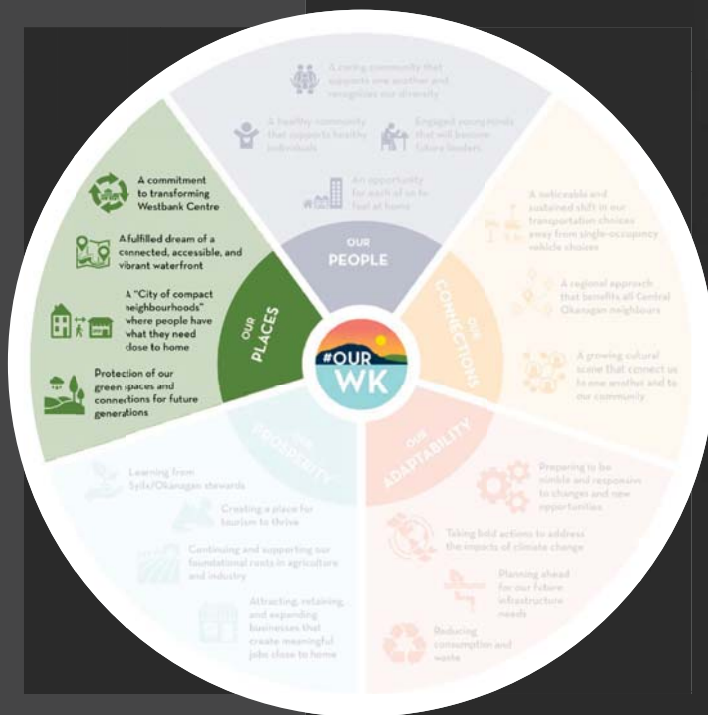 A caring community that
supports one another and
recognizes our diversity
A healthy community
that supports healthy
individuals
Engaged young minds
that will become
future leaders
An opportunity
for each of us to
feel at home
OUR
PEOPLE
A commitment
to transforming
Westbank Centre
A fulfilled dream of a
connected, accessible, and
vibrant waterfront
A "City of compact
neighbourhoods"
where people have
what they need
close to home
Protection of our
green spaces and
connections for future
generations
OUR
PLACES
#OUR
WK
OUR
CONNECTIONS
A noticeable and
sustained shift in our
transportation choices
away from single-occupancy
vehicle choices
A regional approach
that benefits all Central
Okanagan neighbours
A growing cultural
scene that connect us
to one another and to
our community
OUR
PROSPERITY
Learning from
Syilx/Okanagan stewards
Creating a place for
tourism to thrive
Continuing and supporting our
foundational roots in agriculture
and industry
Attracting, retaining,
and expanding
businesses that
create meaningful
jobs close to home
OUR
ADAPTABILITY
Preparing to be
nimble and responsive
to changes and new
opportunities
Taking bold actions to address
the impacts of climate change
Planning ahead
for our future
infrastructure
needs
Reducing
consumption and
waste